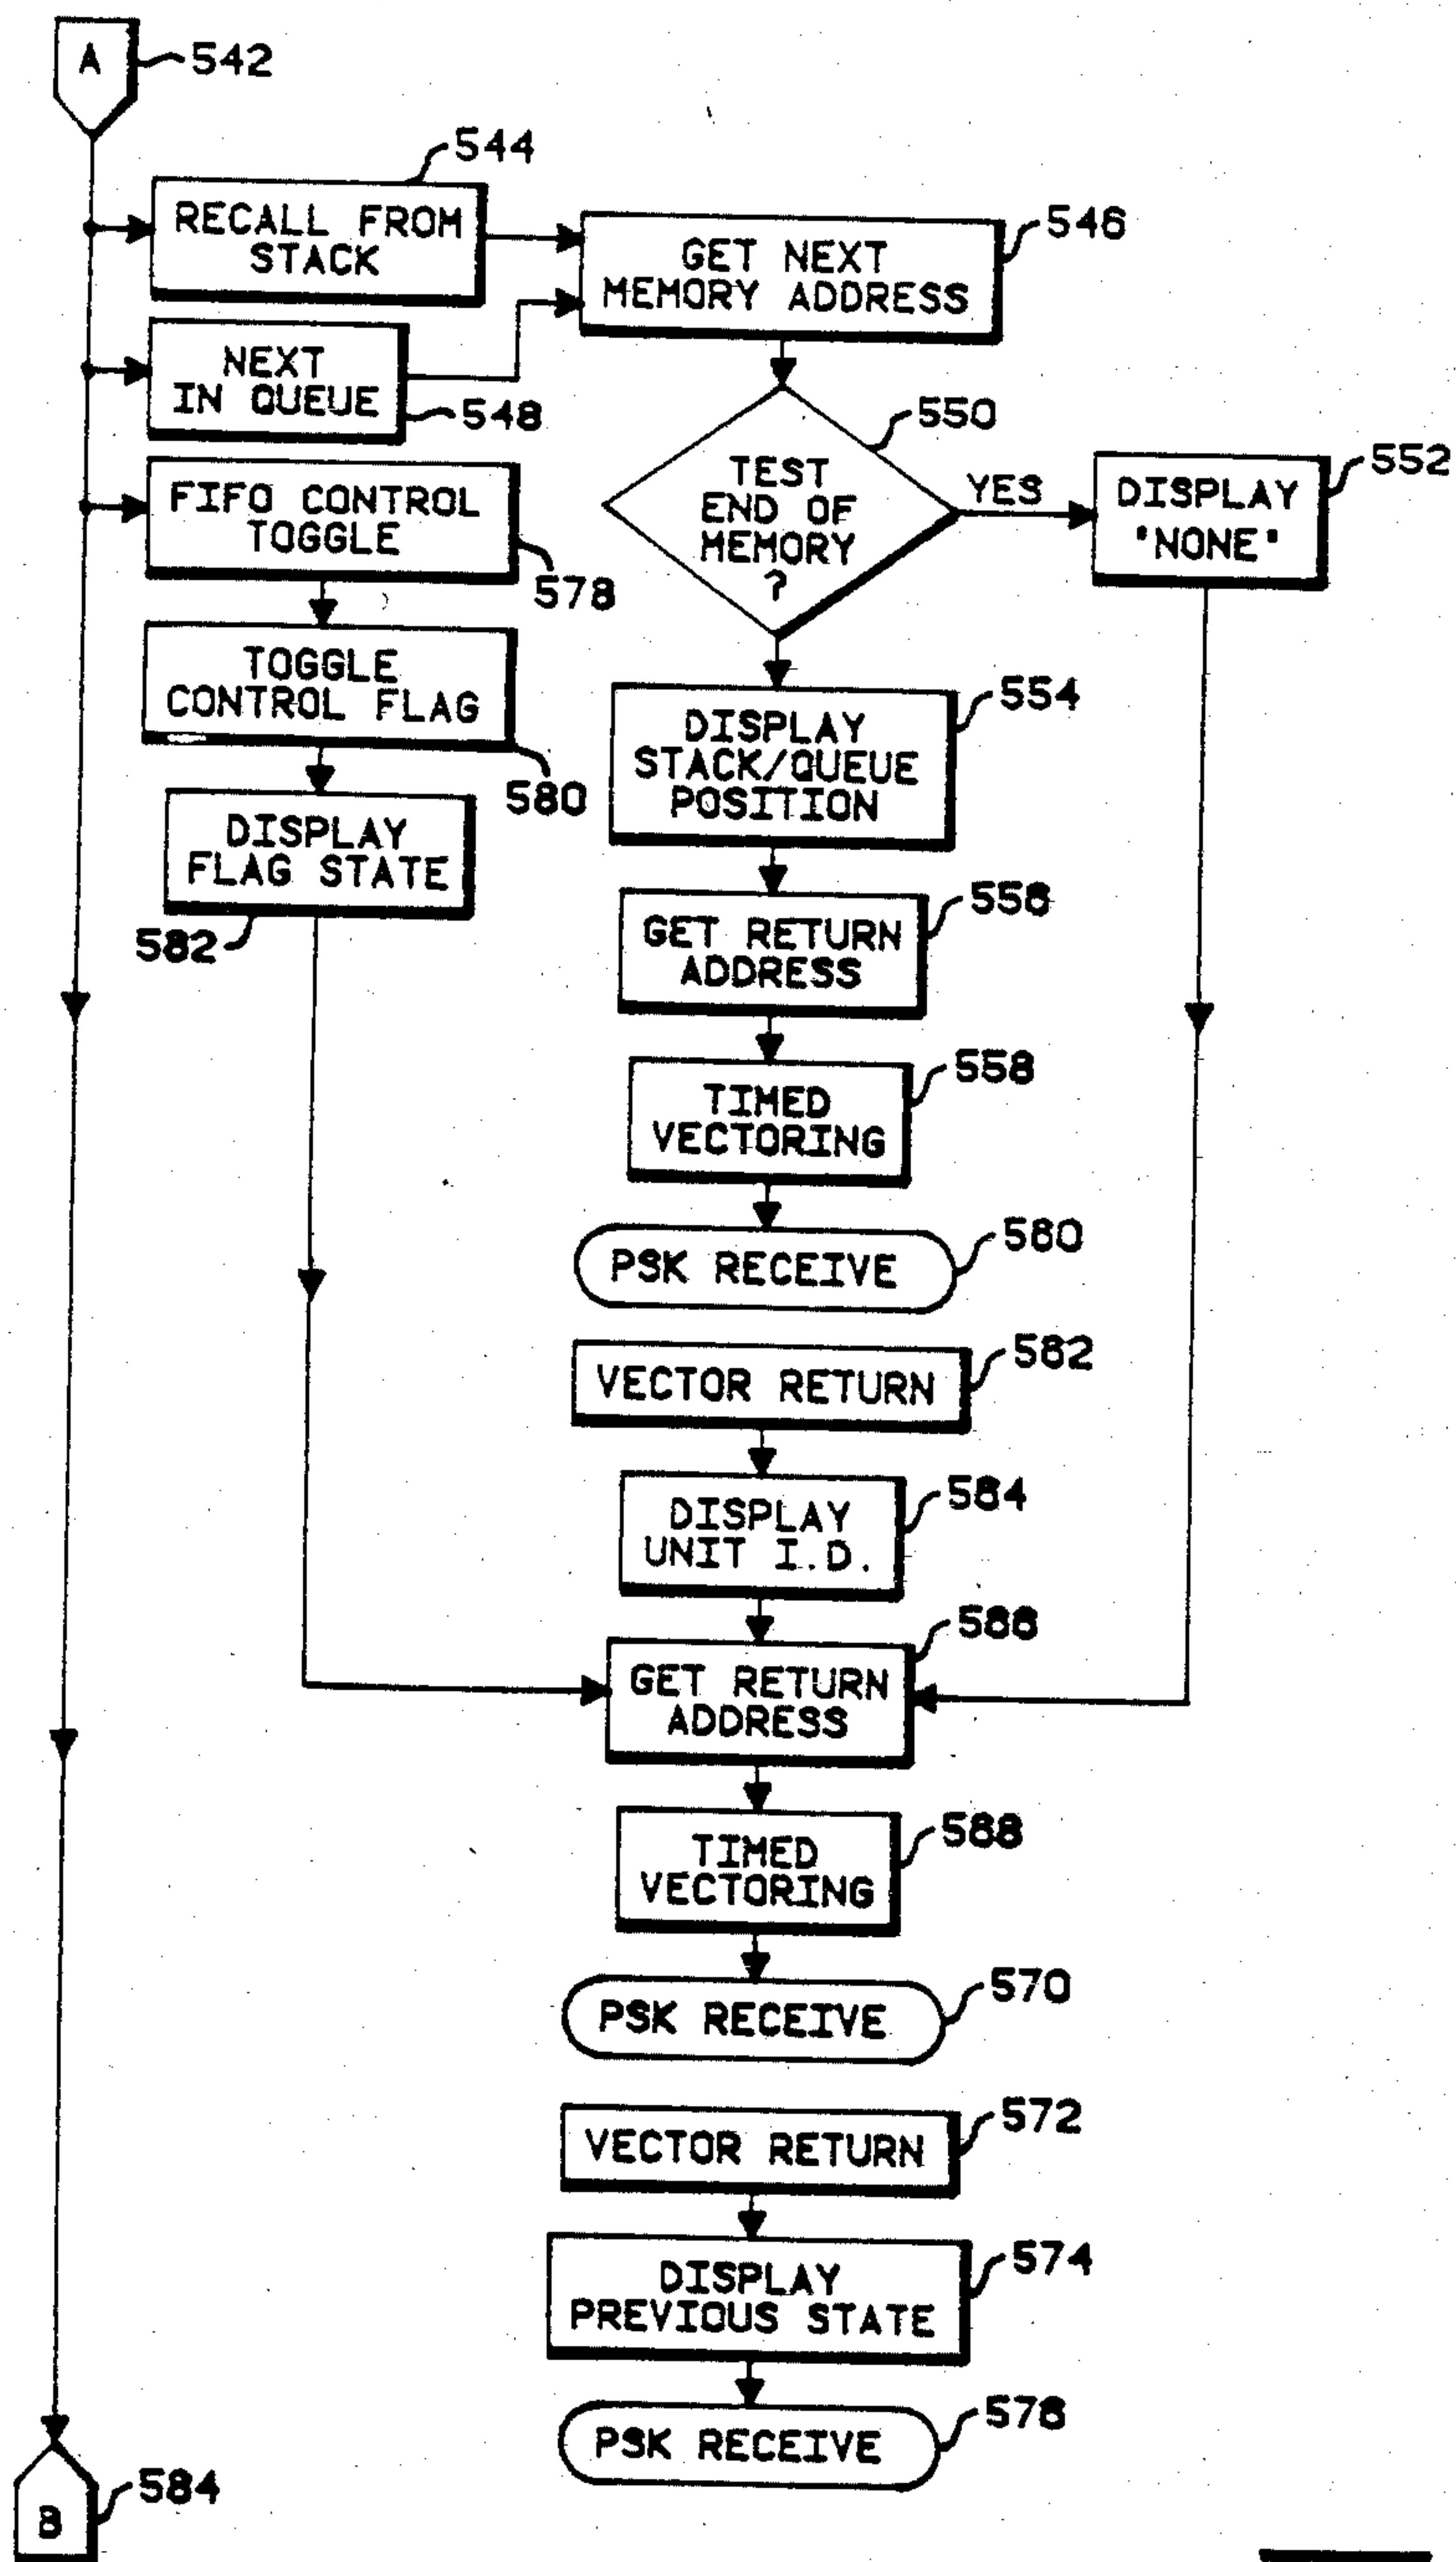 A
542
544
RECALL FROM
STACK
546
GET NEXT
MEMORY ADDRESS
NEXT
IN QUEUE
548
550
TEST
END OF
MEMORY
?
YES
552
DISPLAY
"NONE"
FIFO CONTROL
TOGGLE
578
TOGGLE
CONTROL FLAG
580
DISPLAY
FLAG STATE
582
554
DISPLAY
STACK/QUEUE
POSITION
556
GET RETURN
ADDRESS
558
TIMED
VECTORING
560
PSK RECEIVE
562
VECTOR RETURN
564
DISPLAY
UNIT I.D.
566
GET RETURN
ADDRESS
568
TIMED
VECTORING
570
PSK RECEIVE
572
VECTOR RETURN
574
DISPLAY
PREVIOUS STATE
576
PSK RECEIVE
584
B